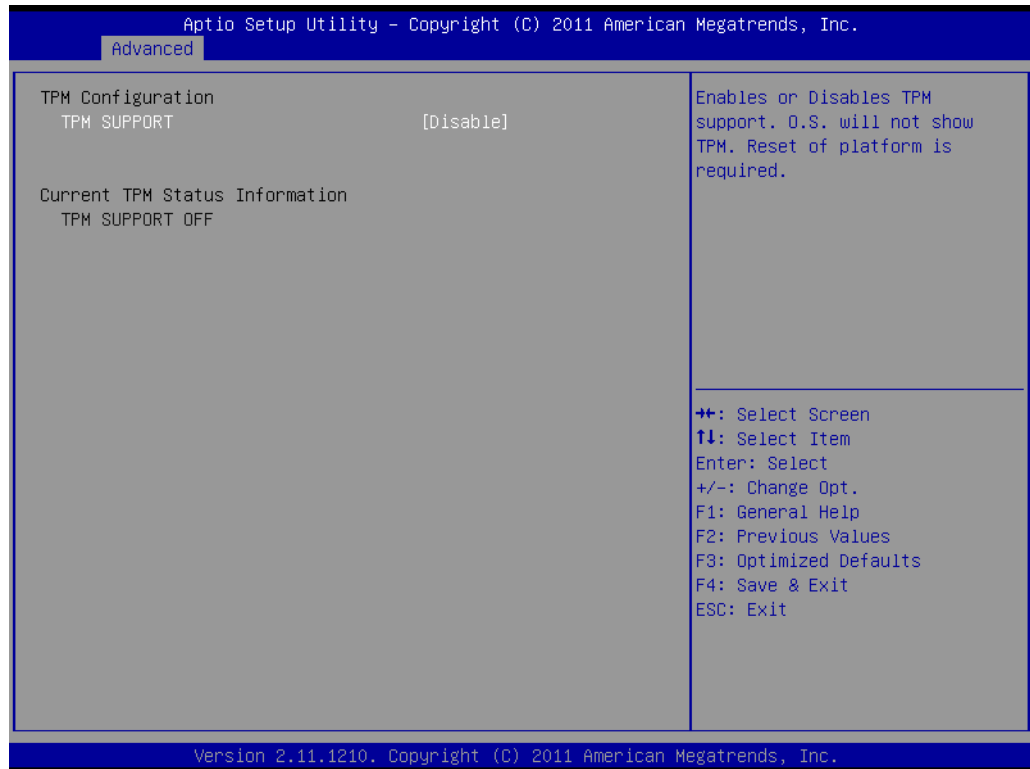 Aptio Setup Utility – Copyright (C) 2011 American Megatrends, Inc.
Advanced
TPM Configuration
TPM SUPPORT [Disable]
Current TPM Status Information
TPM SUPPORT OFF
Enables or Disables TPM
support. O.S. will not show
TPM. Reset of platform is
required.
→←: Select Screen
↑↓: Select Item
Enter: Select
+/-: Change Opt.
F1: General Help
F2: Previous Values
F3: Optimized Defaults
F4: Save & Exit
ESC: Exit
Version 2.11.1210. Copyright (C) 2011 American Megatrends, Inc.